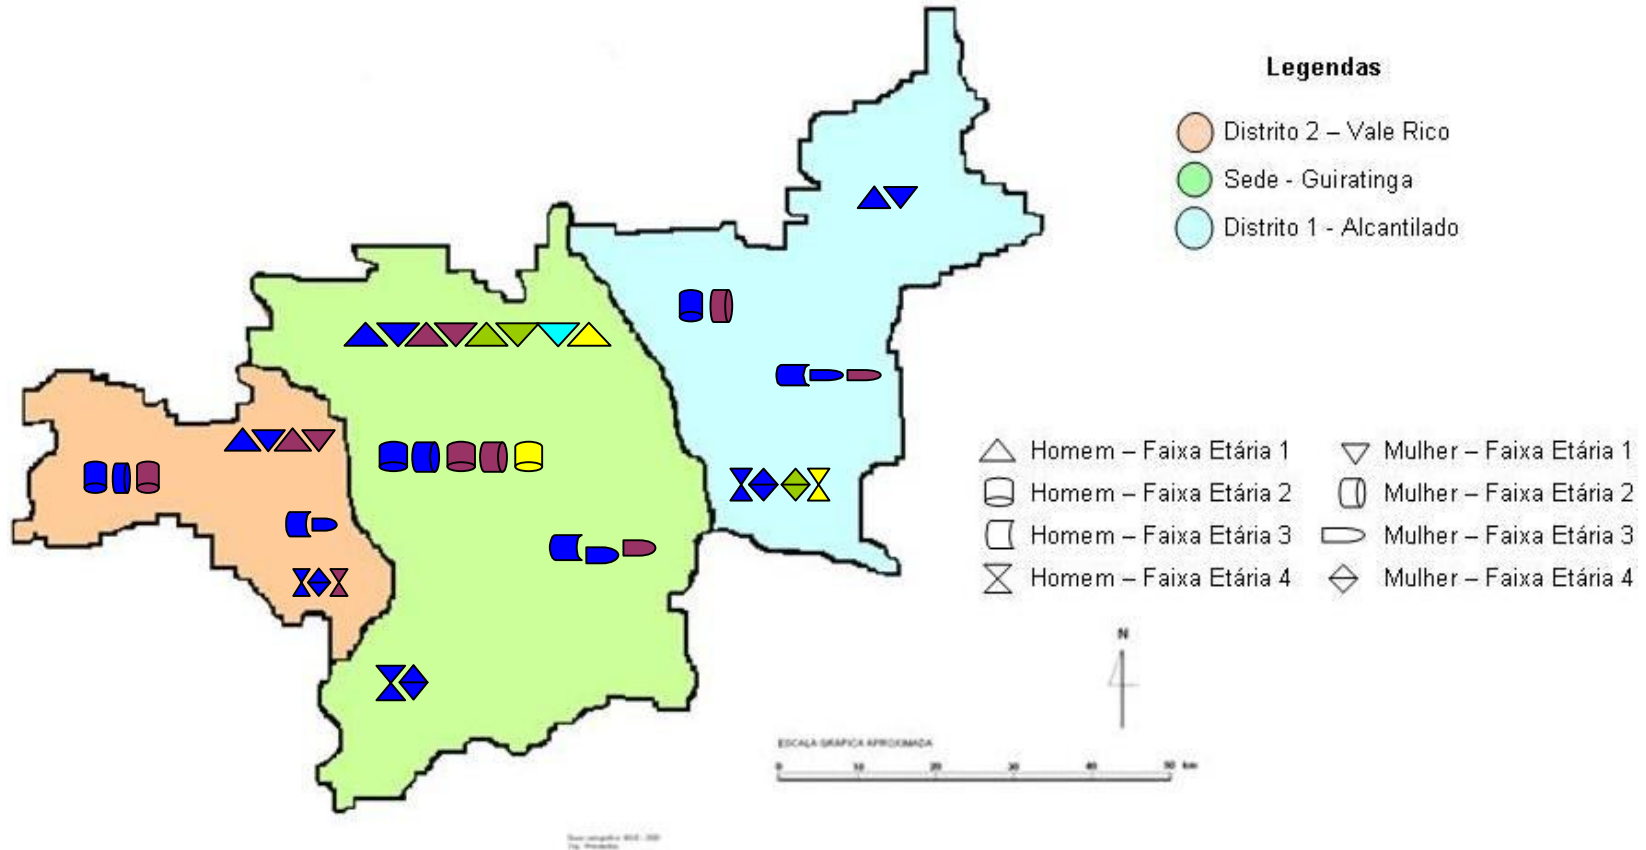 Legendas
Distrito 2 – Vale Rico
Sede - Guiratinga
Distrito 1 - Alcantilado
Homem – Faixa Etária 1
Mulher – Faixa Etária 1
Homem – Faixa Etária 2
Mulher – Faixa Etária 2
Homem – Faixa Etária 3
Mulher – Faixa Etária 3
Homem – Faixa Etária 4
Mulher – Faixa Etária 4
N
ESCALA GRÁFICA APROXIMADA
0 10 20 30 40 50 km